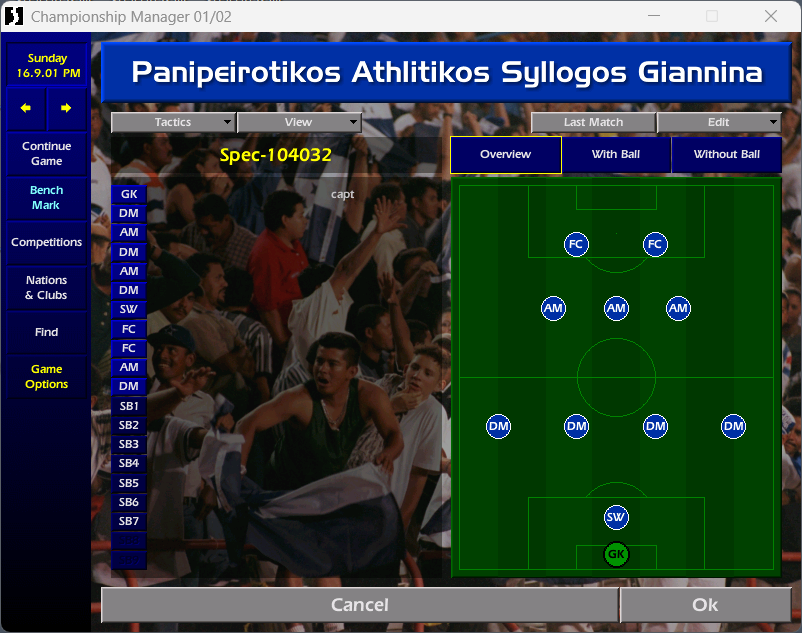 Championship Manager 01/02
Sunday
16.9.01 PM
Panipeirotikos Athlitikos Syllogos Giannina
Tactics
View
Last Match
Edit
Continue
Game
Bench
Mark
Competitions
Nations
& Clubs
Find
Game
Options
Spec-104032
Overview
With Ball
Without Ball
GK capt
DM
AM
DM
AM
DM
SW
FC
FC
AM
DM
SB1
SB2
SB3
SB4
SB5
SB6
SB7
FC FC
AM AM AM
DM DM DM DM
SW
GK
Cancel
Ok